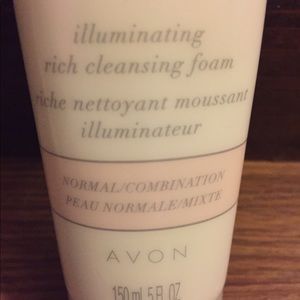 illuminating
rich cleansing foam
riche nettoyant moussant
illuminateur
NORMAL/COMBINATION
PEAU NORMALE/MIXTE
AVON
150 ml 5 FL OZ